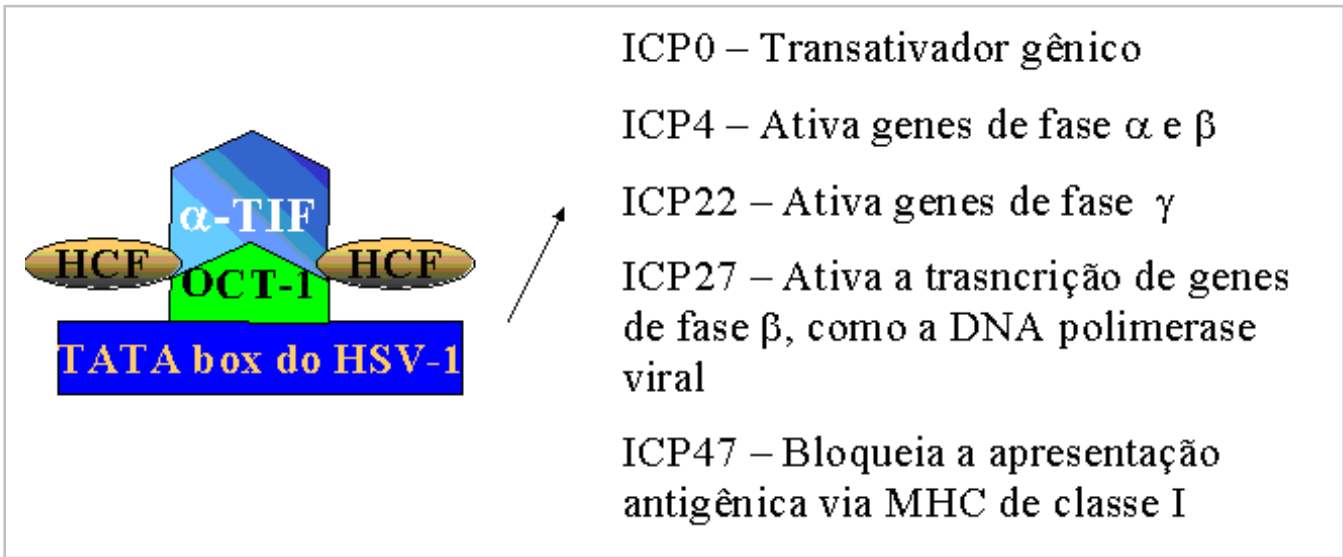 α-TIF
HCF
HCF
OCT-1
TATA box do HSV-1
ICP0 – Transativador gênico
ICP4 – Ativa genes de fase α e β
ICP22 – Ativa genes de fase γ
ICP27 – Ativa a trasncrição de genes
de fase β, como a DNA polimerase
viral
ICP47 – Bloqueia a apresentação
antigênica via MHC de classe I